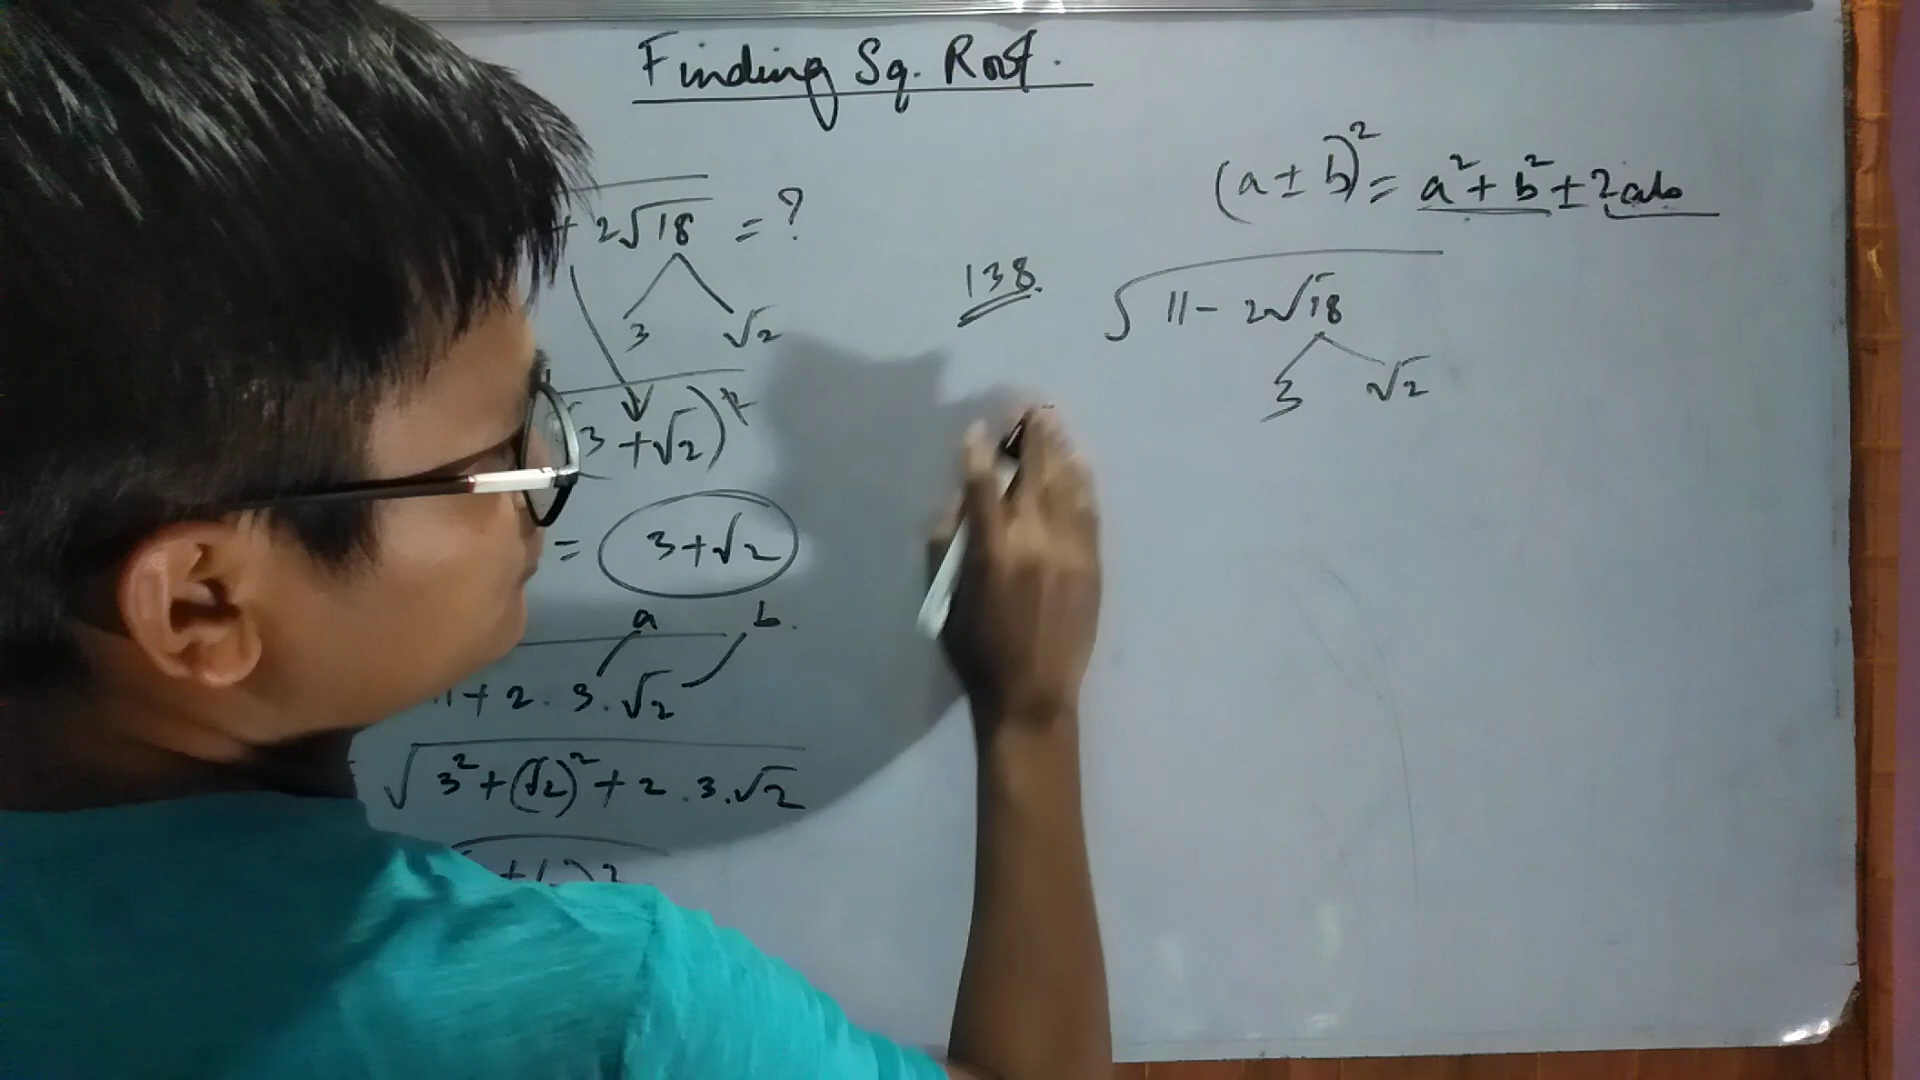 Finding Sq. Root.
+ 2√18 = ?
3 √2
3 + √2)²
= 3+√2
a b.
+ 2 . 3 . √2
√3² + (√2)² + 2 . 3 . √2
(a ± b)² = a² + b² ± 2ab
138. √11 - 2√18
3 √2